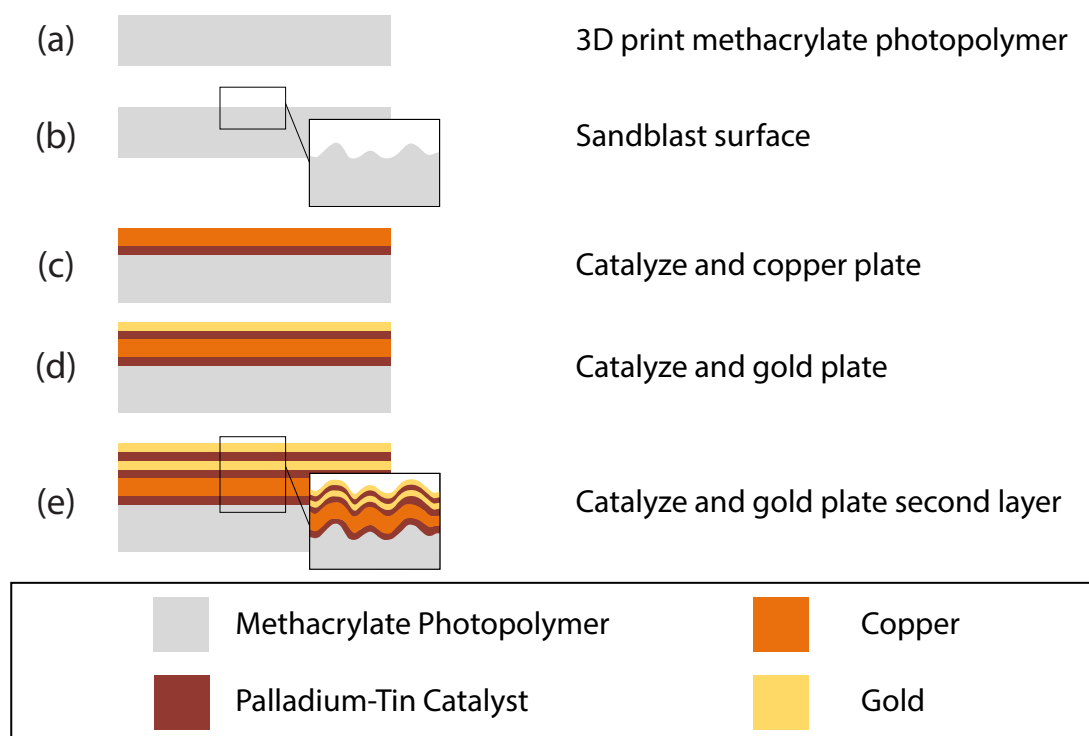 (a) 3D print methacrylate photopolymer
(b) Sandblast surface
(c) Catalyze and copper plate
(d) Catalyze and gold plate
(e) Catalyze and gold plate second layer
Methacrylate Photopolymer Copper
Palladium-Tin Catalyst Gold